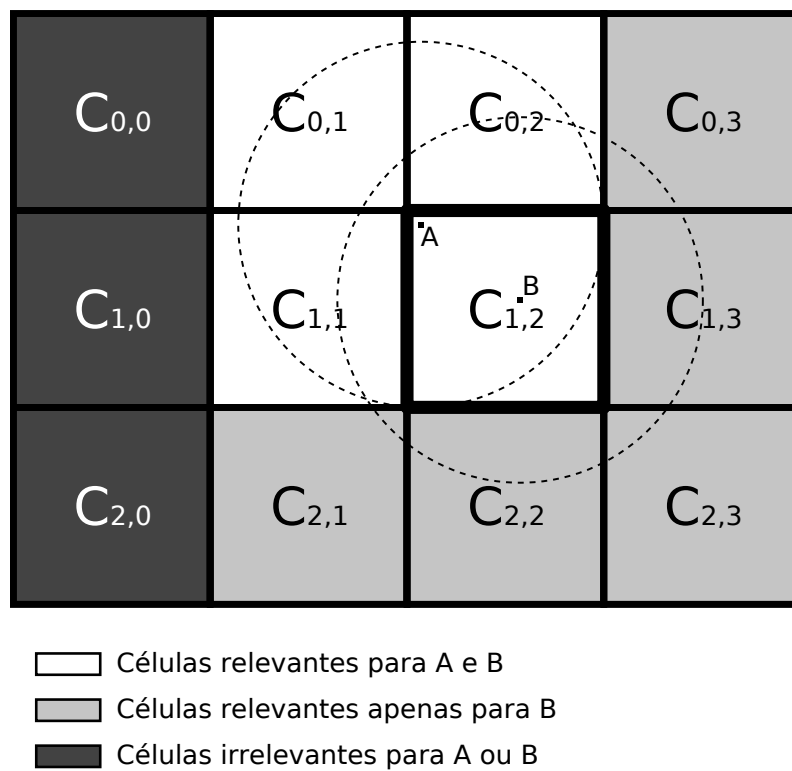 C0,0 C0,1 C0,2 C0,3
A
B
C1,0 C1,1 C1,2 C1,3
C2,0 C2,1 C2,2 C2,3
Células relevantes para A e B
Células relevantes apenas para B
Células irrelevantes para A ou B